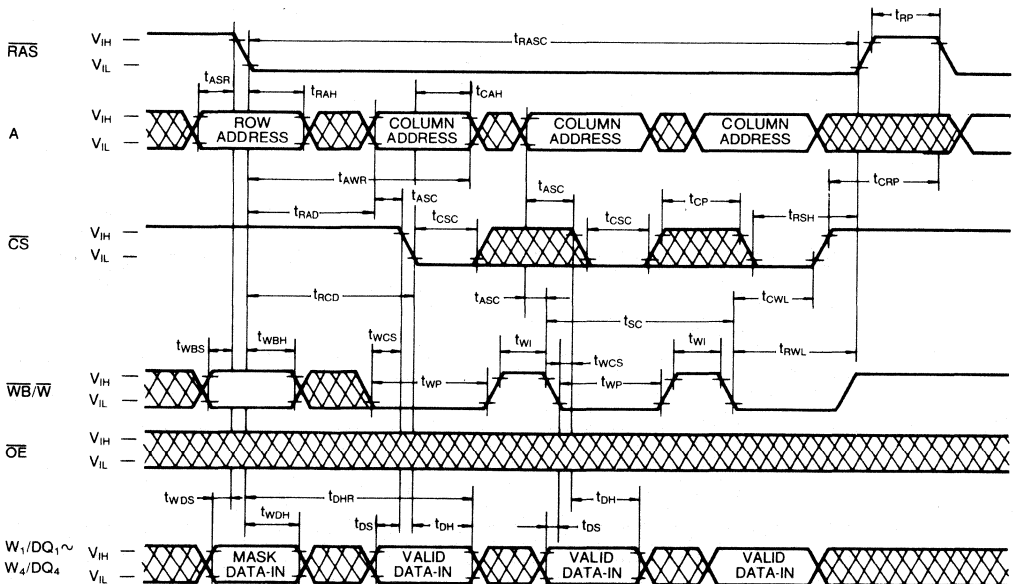 tRP
RAS VIH
VIL
tRASC
tASR tRAH tCAH
A VIH
VIL
ROW ADDRESS
COLUMN ADDRESS
COLUMN ADDRESS
COLUMN ADDRESS
tAWR tCRP
tASC tASC
tRAD tCSC tCSC tCP tRSH
CS VIH
VIL
tRCD tASC tCWL
tSC
tWBS tWBH tWCS tWI tWCS tWI tRWL
tWP tWP
WB/W VIH
VIL
OE VIH
VIL
tWDS tDHR tDH
tWDH tDS tDH tDS
W1/DQ1~
W4/DQ4
VIH
VIL
MASK DATA-IN
VALID DATA-IN
VALID DATA-IN
VALID DATA-IN